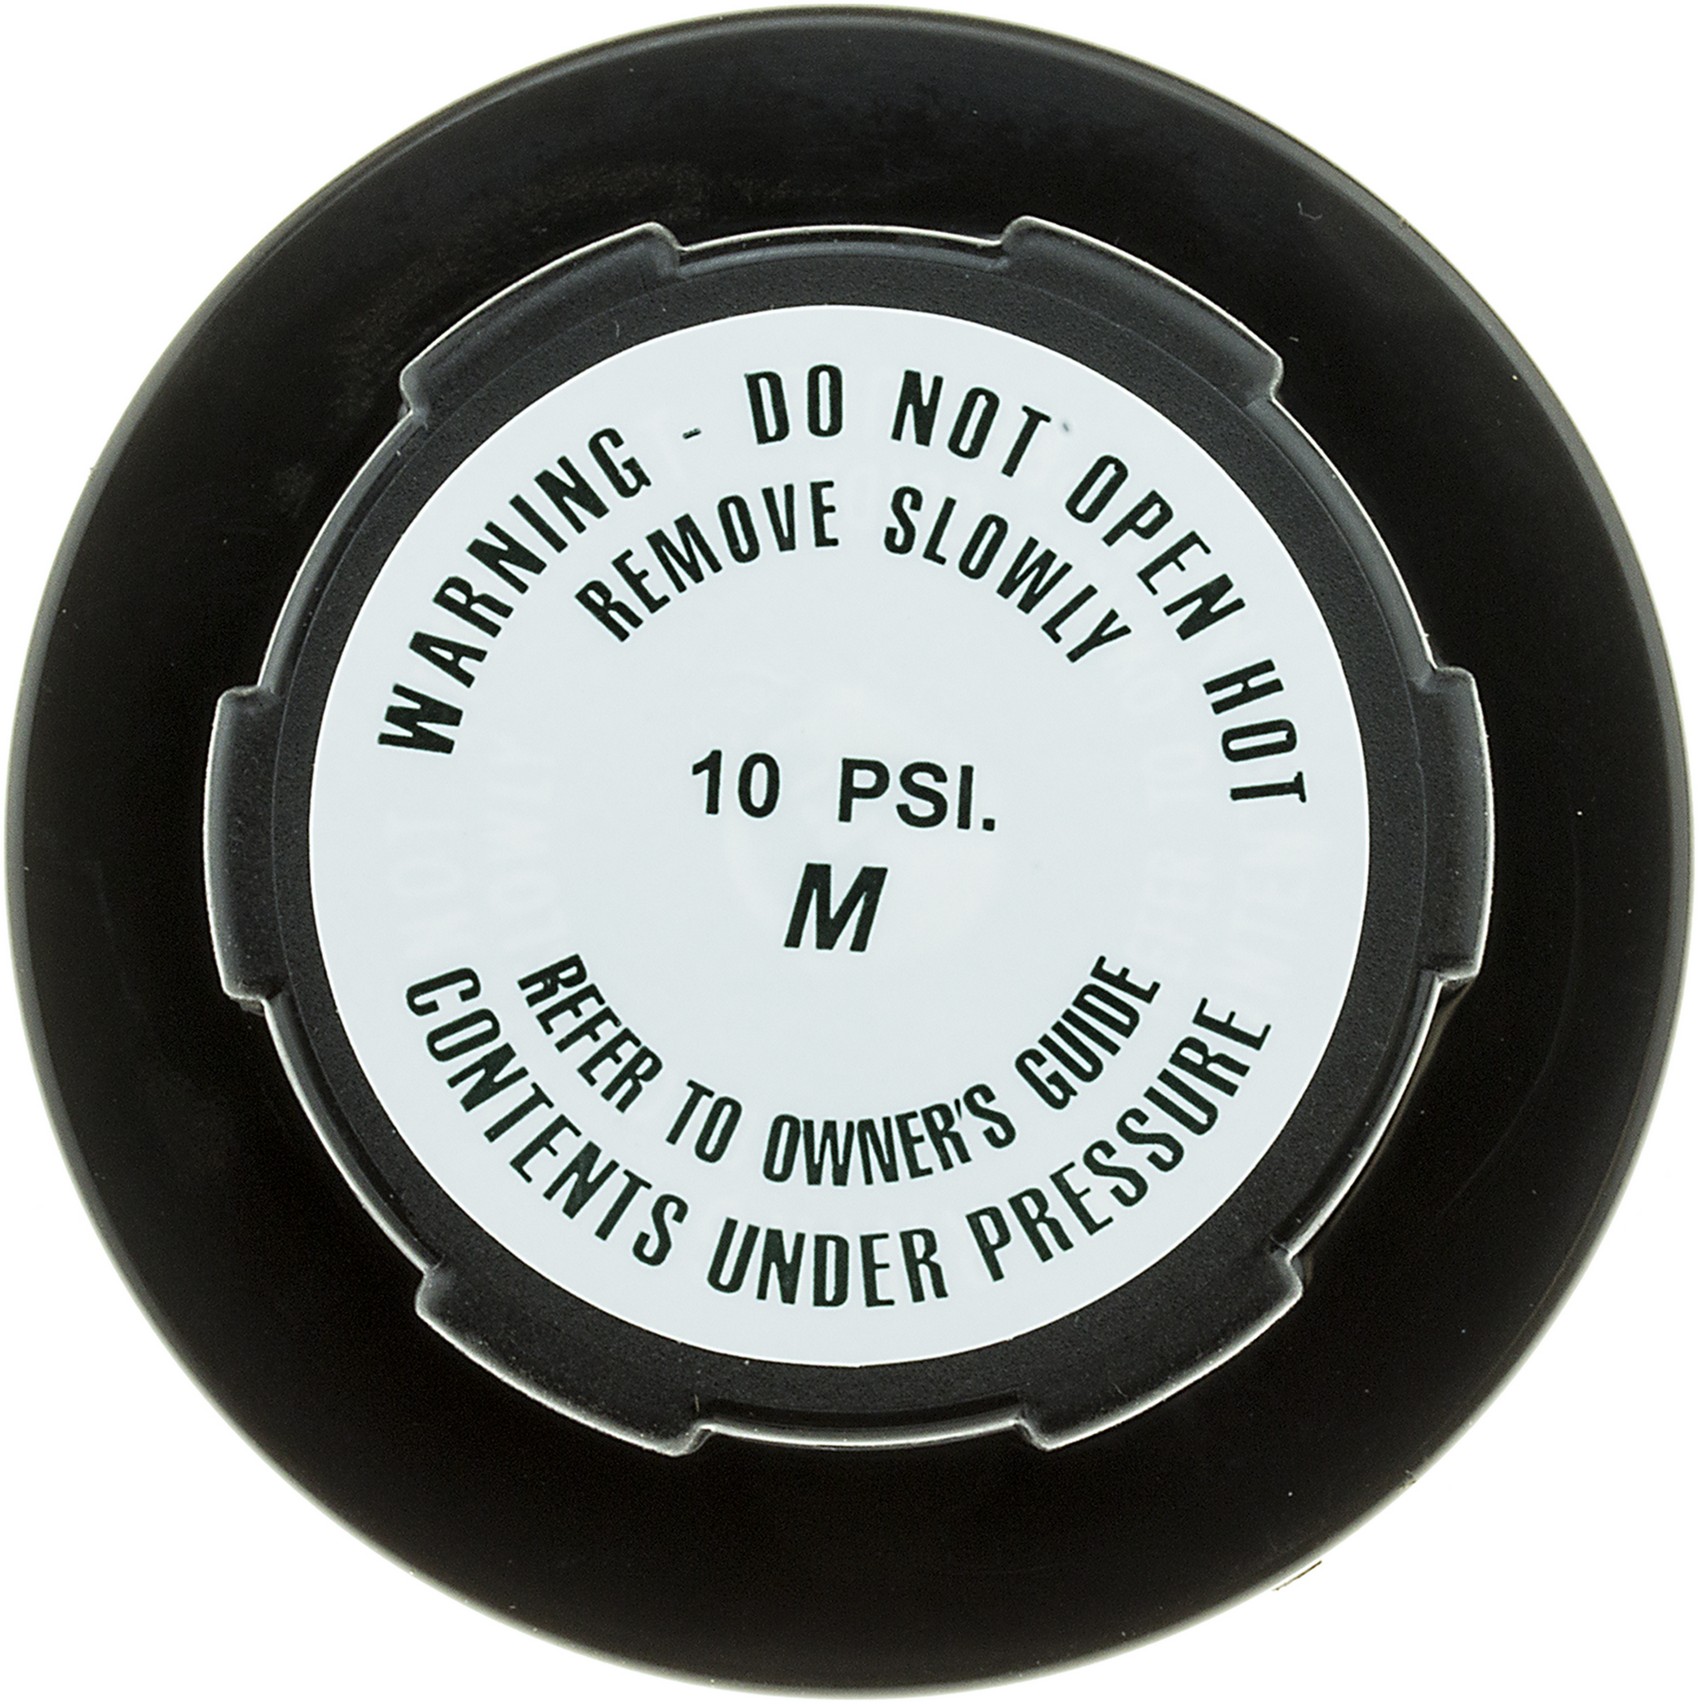 WARNING - DO NOT OPEN HOT
REMOVE SLOWLY
10 PSI.
M
REFER TO OWNER'S GUIDE
CONTENTS UNDER PRESSURE